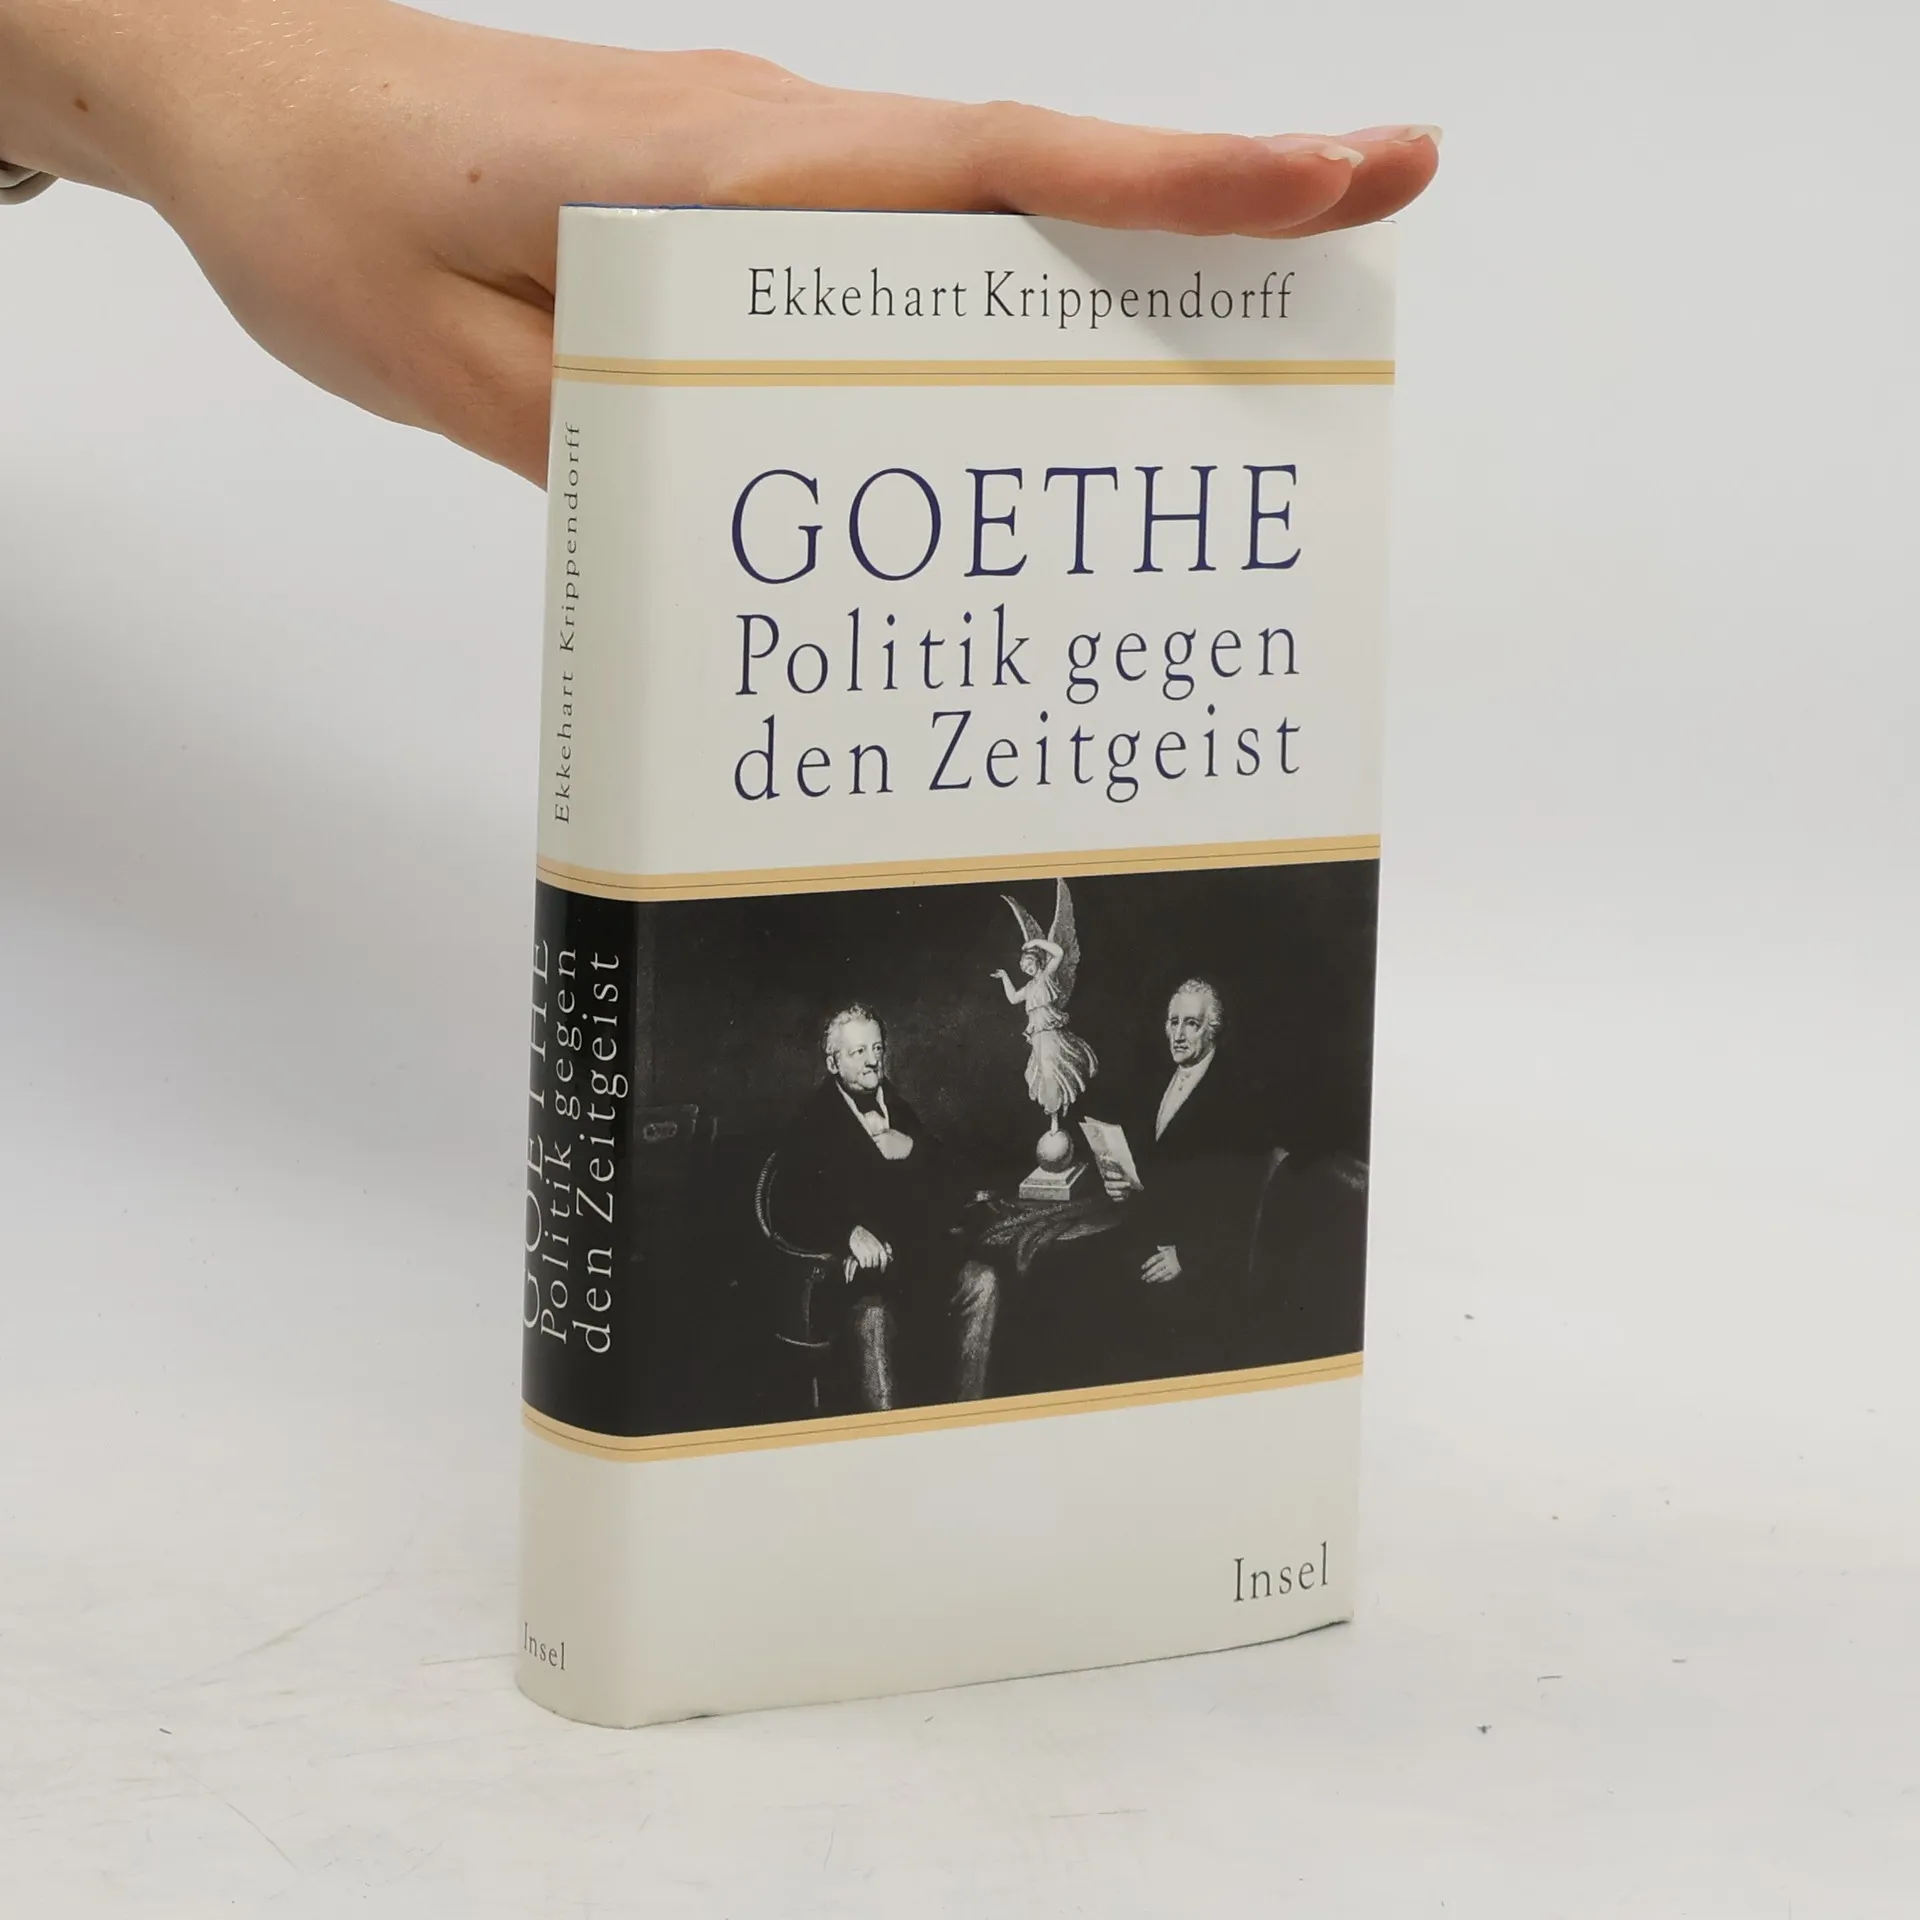 Ekkehart Krippendorff
GOETHE
Politik gegen
den Zeitgeist
Insel
Ekkehart Krippendorff
GOETHE
Politik gegen
den Zeitgeist
Insel